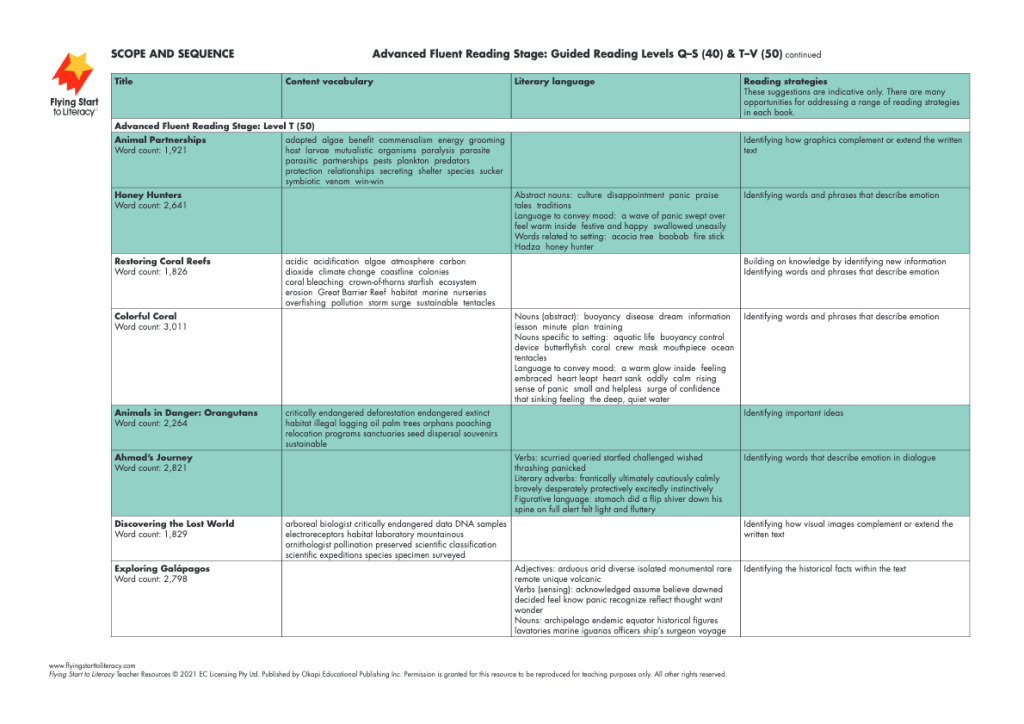 SCOPE AND SEQUENCE
Advanced Fluent Reading Stage: Guided Reading Levels Q–S (40) & T–V (50) continued
Flying Start
to Literacy™
Title
Content vocabulary
Literary language
Reading strategies
These suggestions are indicative only. There are many
opportunities for addressing a range of reading strategies
in each book.
Advanced Fluent Reading Stage: Level T (50)
Animal Partnerships
Word count: 1,921
adapted algae benefit commensalism energy grooming
host larvae mutualistic organisms paralysis parasite
parasitic partnerships pests plankton predators
protection relationships secreting shelter species sucker
symbiotic venom win-win
Identifying how graphics complement or extend the written
text
Honey Hunters
Word count: 2,641
Abstract nouns: culture disappointment panic praise
tales traditions
Language to convey mood: a wave of panic swept over
feel warm inside festive and happy swallowed uneasily
Words related to setting: acacia tree baobab fire stick
Hadza honey hunter
Identifying words and phrases that describe emotion
Restoring Coral Reefs
Word count: 1,826
acidic acidification algae atmosphere carbon
dioxide climate change coastline colonies
coral bleaching crown-of-thorns starfish ecosystem
erosion Great Barrier Reef habitat marine nurseries
overfishing pollution storm surge sustainable tentacles
Building on knowledge by identifying new information
Identifying words and phrases that describe emotion
Colorful Coral
Word count: 3,011
Nouns (abstract): buoyancy disease dream information
lesson minute plan training
Nouns specific to setting: aquatic life buoyancy control
device butterflyfish coral crew mask mouthpiece ocean
tentacles
Language to convey mood: a warm glow inside feeling
embraced heart leapt heart sank oddly calm rising
sense of panic small and helpless surge of confidence
that sinking feeling the deep, quiet water
Identifying words and phrases that describe emotion
Animals in Danger: Orangutans
Word count: 2,264
critically endangered deforestation endangered extinct
habitat illegal logging oil palm trees orphans poaching
relocation programs sanctuaries seed dispersal souvenirs
sustainable
Identifying important ideas
Ahmad's Journey
Word count: 2,821
Verbs: scurried queried startled challenged wished
thrashing panicked
Literary adverbs: frantically ultimately cautiously calmly
bravely desperately protectively excitedly instinctively
Figurative language: stomach did a flip shiver down his
spine on full alert felt light and fluttery
Identifying words that describe emotion in dialogue
Discovering the Lost World
Word count: 1,829
arboreal biologist critically endangered data DNA samples
electroreceptors habitat laboratory mountainous
ornithologist pollination preserved scientific classification
scientific expeditions species specimen surveyed
Identifying how visual images complement or extend the
written text
Exploring Galápagos
Word count: 2,798
Adjectives: arduous arid diverse isolated monumental rare
remote unique volcanic
Verbs (sensing): acknowledged assume believe dawned
decided feel know panic recognize reflect thought want
wonder
Nouns: archipelago endemic equator historical figures
lavatories marine iguanas officers ship's surgeon voyage
Identifying the historical facts within the text
www.flyingstarttoliteracy.com
Flying Start to Literacy Teacher Resources © 2021 EC Licensing Pty Ltd. Published by Okapi Educational Publishing Inc. Permission is granted for this resource to be reproduced for teaching purposes only. All other rights reserved.